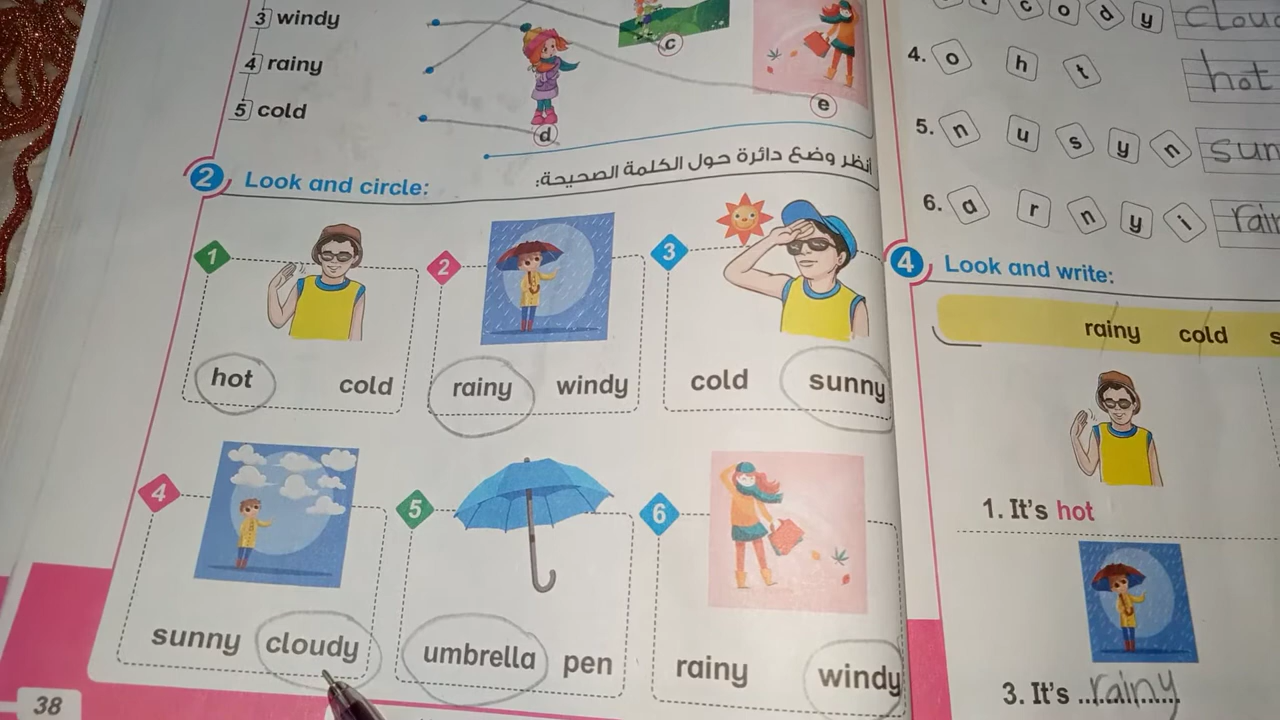 3 windy
4 rainy
5 cold
c
d
e
2 Look and circle:
أنظر وضع دائرة حول الكلمة الصحيحة:
1
hot cold
2
rainy windy
3
cold sunny
4
sunny cloudy
5
umbrella pen
6
rainy windy
38
c o d y
4. o h t hot
5. n u s y n sun
6. a r n y i rain
4 Look and write:
rainy cold s
1. It's hot
3. It's rainy